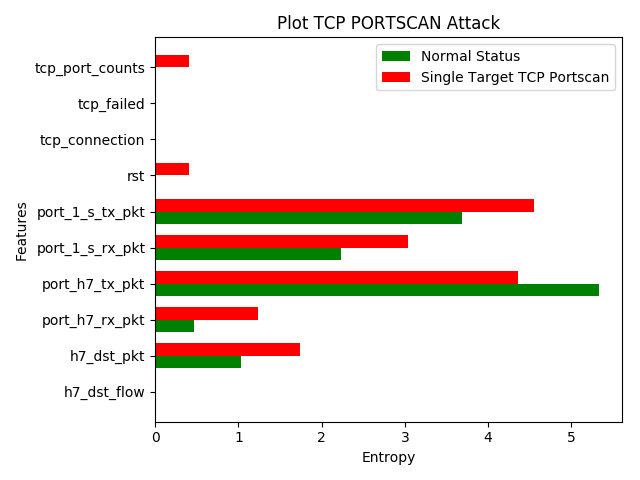 Plot TCP PORTSCAN Attack
Normal Status
Single Target TCP Portscan
Features
tcp_port_counts
tcp_failed
tcp_connection
rst
port_1_s_tx_pkt
port_1_s_rx_pkt
port_h7_tx_pkt
port_h7_rx_pkt
h7_dst_pkt
h7_dst_flow
0 1 2 3 4 5
Entropy